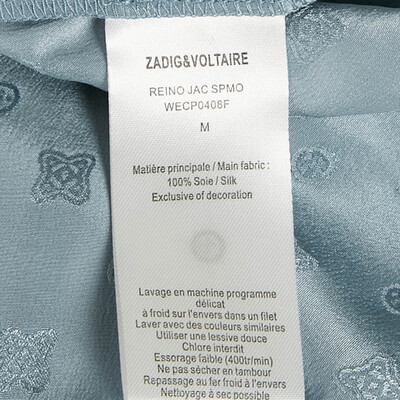 ZADIG&VOLTAIRE
REINO JAC SPMO
WECP0408F
M
Matière principale / Main fabric :
100% Soie / Silk
Exclusive of decoration
Lavage en machine programme
délicat
à froid sur l'envers dans un filet
Laver avec des couleurs similaires
Utiliser une lessive douce
Chlore interdit
Essorage faible (400tr/min)
Ne pas sécher en tambour
Repassage au fer froid à l'envers
Nettoyage à sec possible